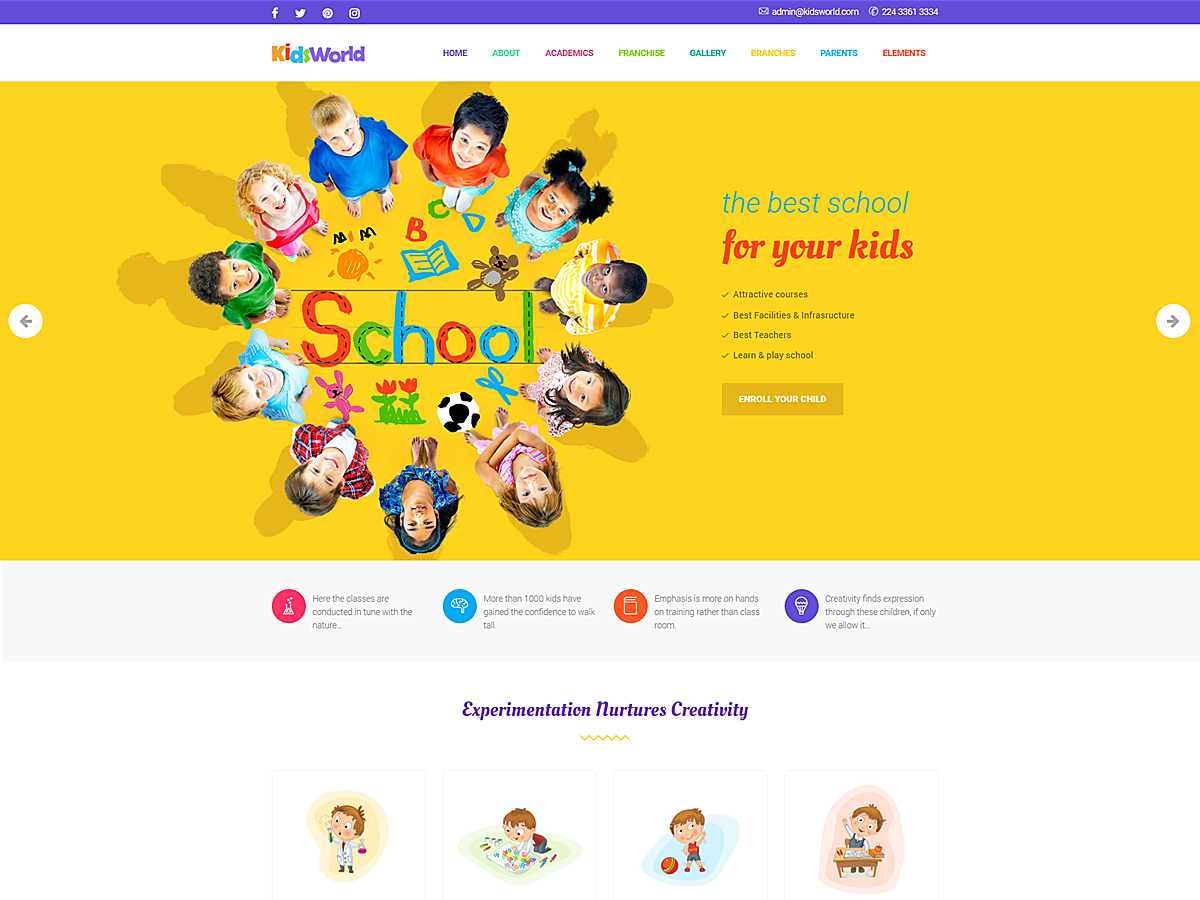 admin@kidsworld.com 224 3361 3334
KidsWorld
HOME ABOUT ACADEMICS FRANCHISE GALLERY BRANCHES PARENTS ELEMENTS
B C D
School
the best school
for your kids
Attractive courses
Best Facilities & Infrasructure
Best Teachers
Learn & play school
ENROLL YOUR CHILD
Here the classes are
conducted in tune with the
nature...
More than 1000 kids have
gained the confidence to walk
tall.
Emphasis is more on hands
on training rather than class
room.
Creativity finds expression
through these children, if only
we allow it...
Experimentation Nurtures Creativity